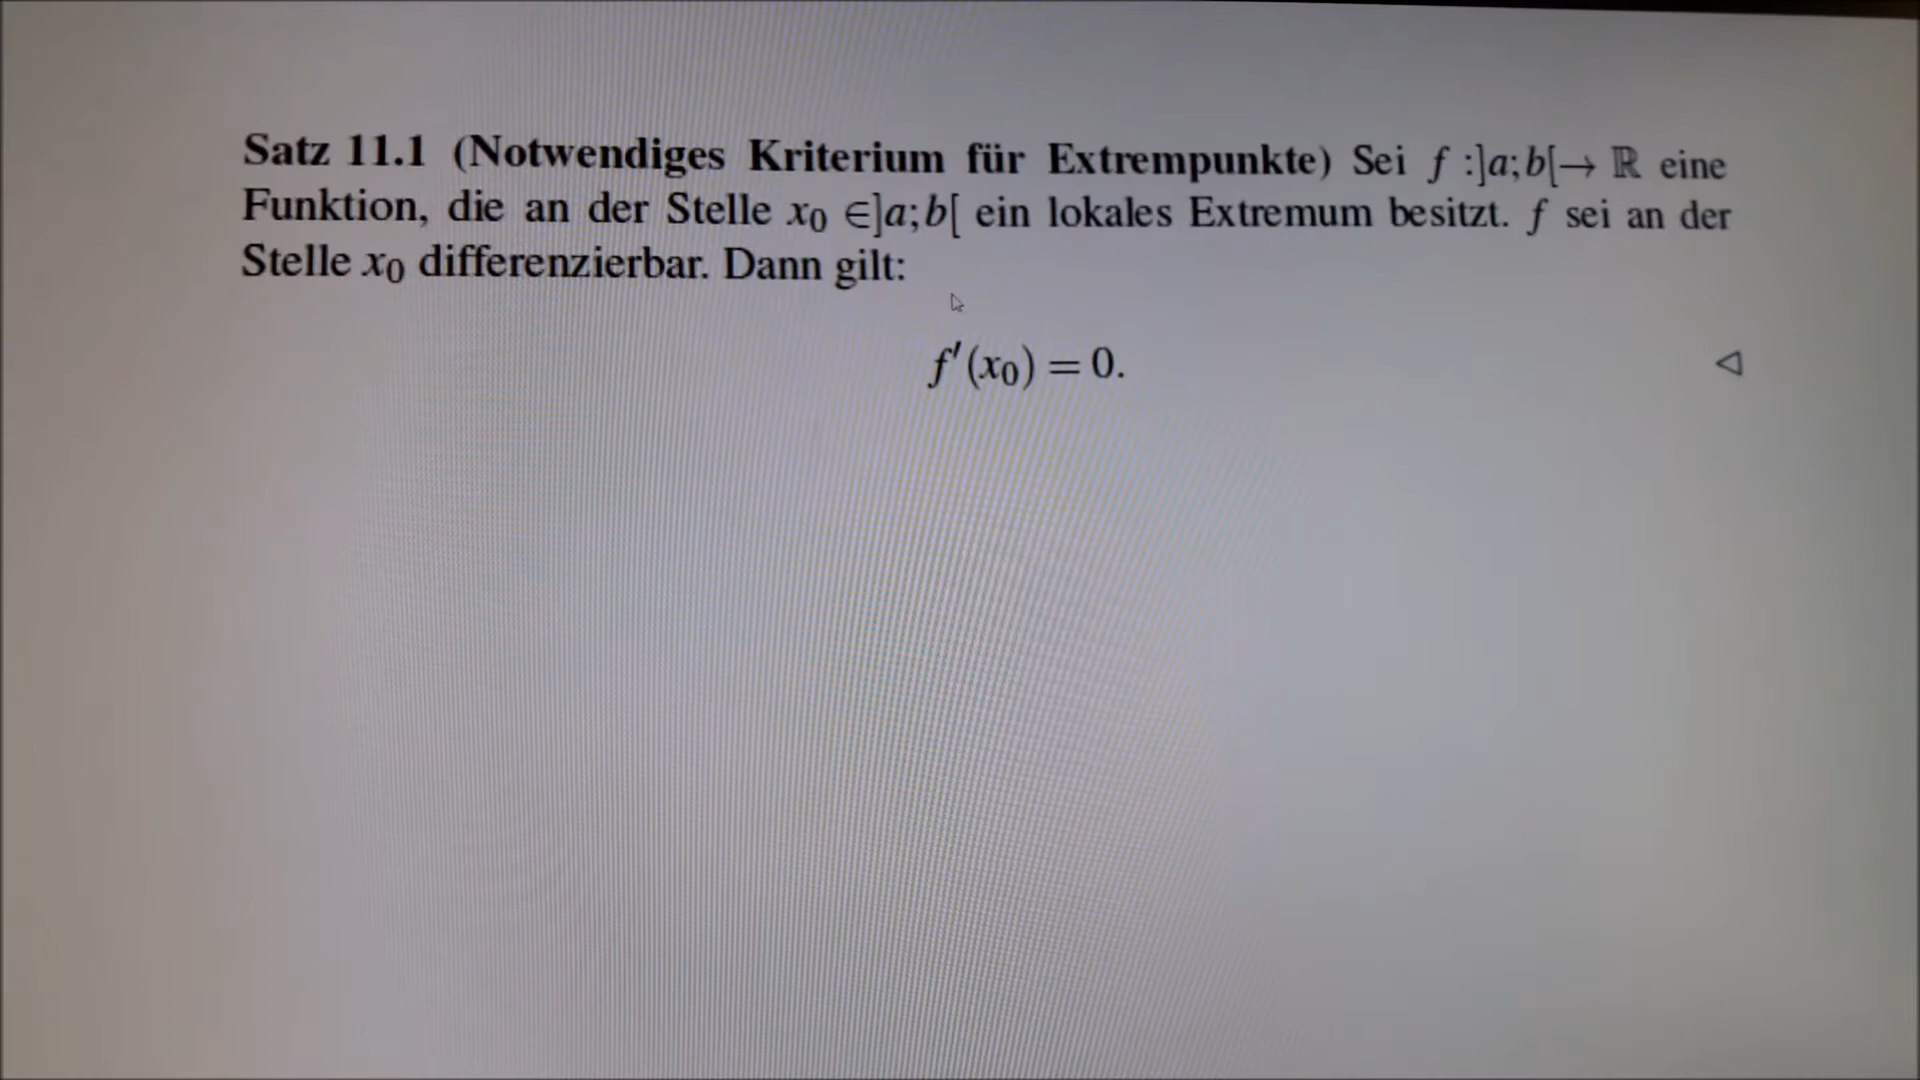 Satz 11.1 (Notwendiges Kriterium für Extrempunkte) Sei f :]a;b[→ ℝ eine
Funktion, die an der Stelle x₀ ∈]a;b[ ein lokales Extremum besitzt. f sei an der
Stelle x₀ differenzierbar. Dann gilt:
f′(x₀) = 0. ◁